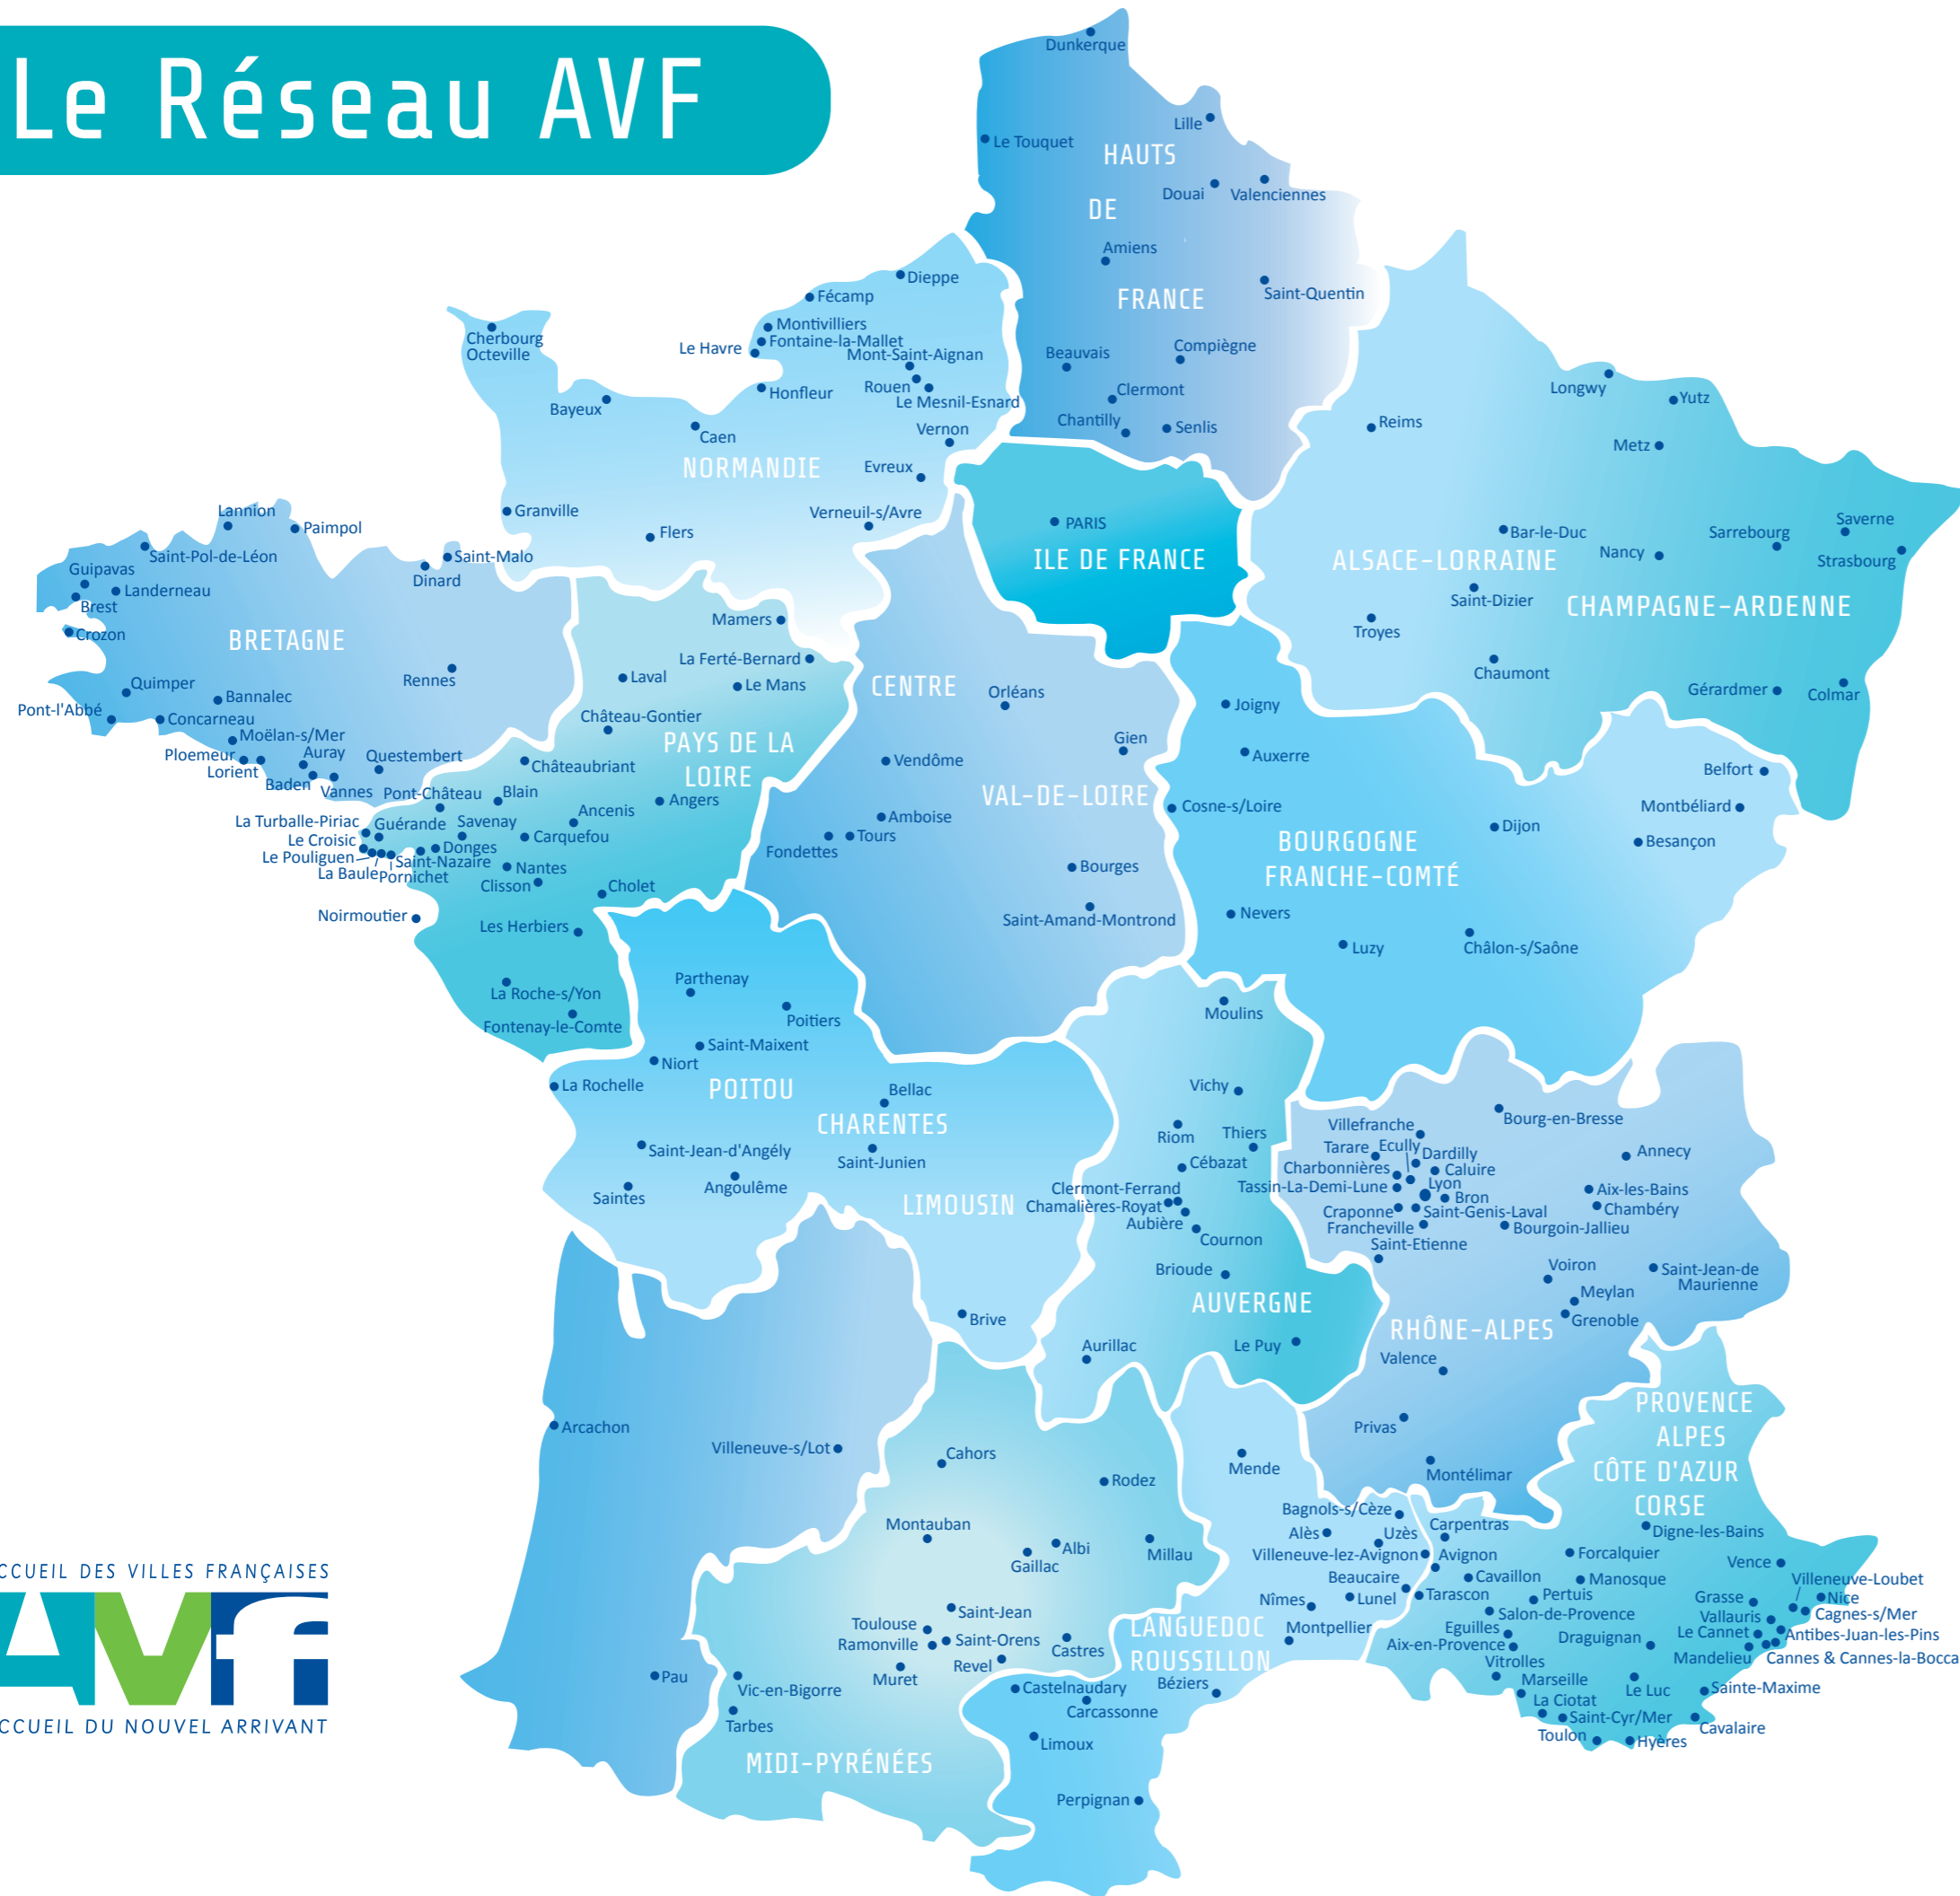 Le Réseau AVF
Dunkerque
Lille
Le Touquet
HAUTS
DE
FRANCE
Douai
Valenciennes
Amiens
Saint-Quentin
Beauvais
Compiègne
Clermont
Chantilly
Senlis
Dieppe
Fécamp
Montivilliers
Fontaine-la-Mallet
Le Havre
Mont-Saint-Aignan
Rouen
Le Mesnil-Esnard
Honfleur
Cherbourg
Octeville
Bayeux
Caen
Vernon
NORMANDIE
Evreux
Granville
Flers
Verneuil-s/Avre
PARIS
ILE DE FRANCE
Longwy
Yutz
Reims
Metz
Bar-le-Duc
Nancy
Sarrebourg
Saverne
Strasbourg
ALSACE-LORRAINE
Saint-Dizier
CHAMPAGNE-ARDENNE
Troyes
Chaumont
Gérardmer
Colmar
Lannion
Paimpol
Saint-Pol-de-Léon
Saint-Malo
Dinard
Guipavas
Landerneau
Brest
Crozon
BRETAGNE
Rennes
Quimper
Bannalec
Pont-l'Abbé
Concarneau
Moëlan-s/Mer
Ploemeur
Lorient
Auray
Baden
Vannes
Questembert
Mamers
La Ferté-Bernard
Laval
Le Mans
Château-Gontier
PAYS DE LA
LOIRE
Châteaubriant
Pont-Château
Blain
Angers
Ancenis
La Turballe-Piriac
Guérande
Savenay
Carquefou
Le Croisic
Donges
Le Pouliguen
Saint-Nazaire
La Baule
Pornichet
Nantes
Clisson
Cholet
Noirmoutier
Les Herbiers
La Roche-s/Yon
Fontenay-le-Comte
CENTRE
VAL-DE-LOIRE
Orléans
Gien
Vendôme
Amboise
Tours
Fondettes
Bourges
Saint-Amand-Montrond
Joigny
Auxerre
Cosne-s/Loire
Belfort
Montbéliard
Dijon
Besançon
BOURGOGNE
FRANCHE-COMTÉ
Nevers
Luzy
Châlon-s/Saône
Parthenay
Poitiers
Saint-Maixent
Niort
La Rochelle
POITOU
CHARENTES
LIMOUSIN
Bellac
Saint-Jean-d'Angély
Saint-Junien
Saintes
Angoulême
Brive
Moulins
Vichy
Riom
Thiers
Cébazat
Clermont-Ferrand
Chamalières-Royat
Aubière
Cournon
Brioude
AUVERGNE
Aurillac
Le Puy
Bourg-en-Bresse
Villefranche
Tarare
Ecully
Dardilly
Charbonnières
Caluire
Tassin-La-Demi-Lune
Lyon
Bron
Craponne
Saint-Genis-Laval
Francheville
Bourgoin-Jallieu
Saint-Etienne
Annecy
Aix-les-Bains
Chambéry
Voiron
Saint-Jean-de
Maurienne
Meylan
Grenoble
RHÔNE-ALPES
Valence
Privas
Montélimar
Arcachon
Villeneuve-s/Lot
Pau
Cahors
Rodez
Montauban
Albi
Gaillac
Millau
Saint-Jean
Toulouse
Ramonville
Saint-Orens
Revel
Castres
Muret
Vic-en-Bigorre
Tarbes
MIDI-PYRÉNÉES
Mende
Bagnols-s/Cèze
Alès
Uzès
Villeneuve-lez-Avignon
Beaucaire
Nîmes
Lunel
Montpellier
LANGUEDOC
ROUSSILLON
Béziers
Castelnaudary
Carcassonne
Limoux
Perpignan
PROVENCE
ALPES
CÔTE D'AZUR
CORSE
Carpentras
Digne-les-Bains
Avignon
Forcalquier
Vence
Cavaillon
Manosque
Villeneuve-Loubet
Tarascon
Pertuis
Grasse
Nice
Salon-de-Provence
Vallauris
Cagnes-s/Mer
Eguilles
Draguignan
Le Cannet
Antibes-Juan-les-Pins
Aix-en-Provence
Mandelieu
Cannes & Cannes-la-Bocca
Vitrolles
Marseille
Le Luc
Sainte-Maxime
La Ciotat
Saint-Cyr/Mer
Cavalaire
Toulon
Hyères
CCUEIL DES VILLES FRANÇAISES
AVf
CCUEIL DU NOUVEL ARRIVANT